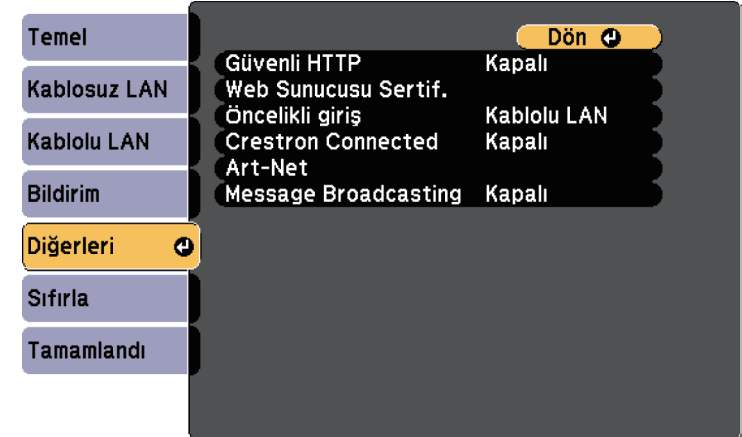 Temel
Kablosuz LAN
Kablolu LAN
Bildirim
Diğerleri
Sıfırla
Tamamlandı
Dön
Güvenli HTTP Kapalı
Web Sunucusu Sertif.
Öncelikli giriş Kablolu LAN
Crestron Connected Kapalı
Art-Net
Message Broadcasting Kapalı